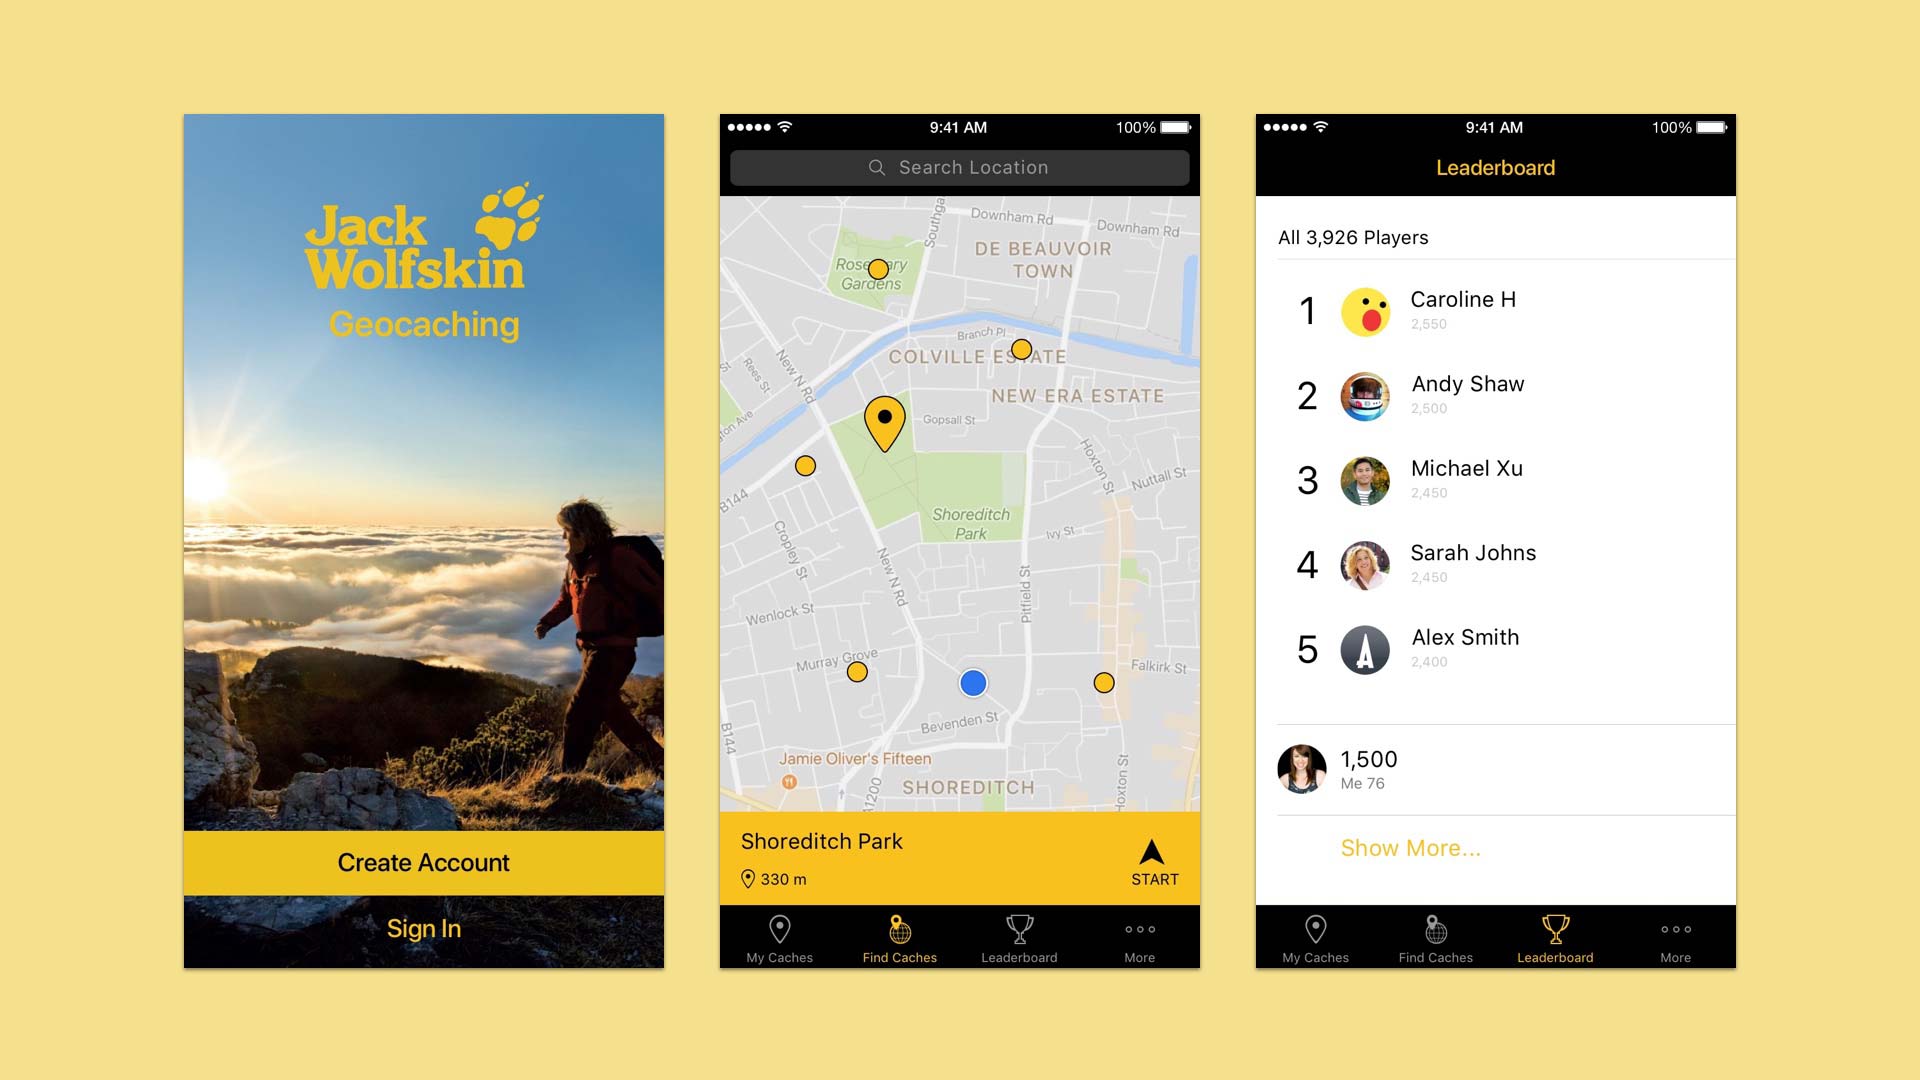 Jack
Wolfskin
Geocaching
Create Account
Sign In
9:41 AM
100%
Search Location
Downham Rd
Downham Rd
Southga
DE BEAUVOIR
TOWN
Gardens
Branch Pl
COLVILLE ESTATE
NEW ERA ESTATE
New N Rd
Rees St
St
ton Ave
Gopsall St
Hoxton St
Nuttall St
B144
Shoreditch
Park
Ivy St
Cropley St
New N Rd
Pitfield St
Wenlock St
Murray Grove
Falkirk St
Bevenden St
B144
Jamie Oliver's Fifteen
SHOREDITCH
A1200
Hoxton St
Shoreditch Park
330 m
START
My Caches
Find Caches
Leaderboard
More
9:41 AM
100%
Leaderboard
All 3,926 Players
1
Caroline H
2,550
2
Andy Shaw
2,500
3
Michael Xu
2,450
4
Sarah Johns
2,450
5
Alex Smith
2,400
1,500
Me 76
Show More...
My Caches
Find Caches
Leaderboard
More